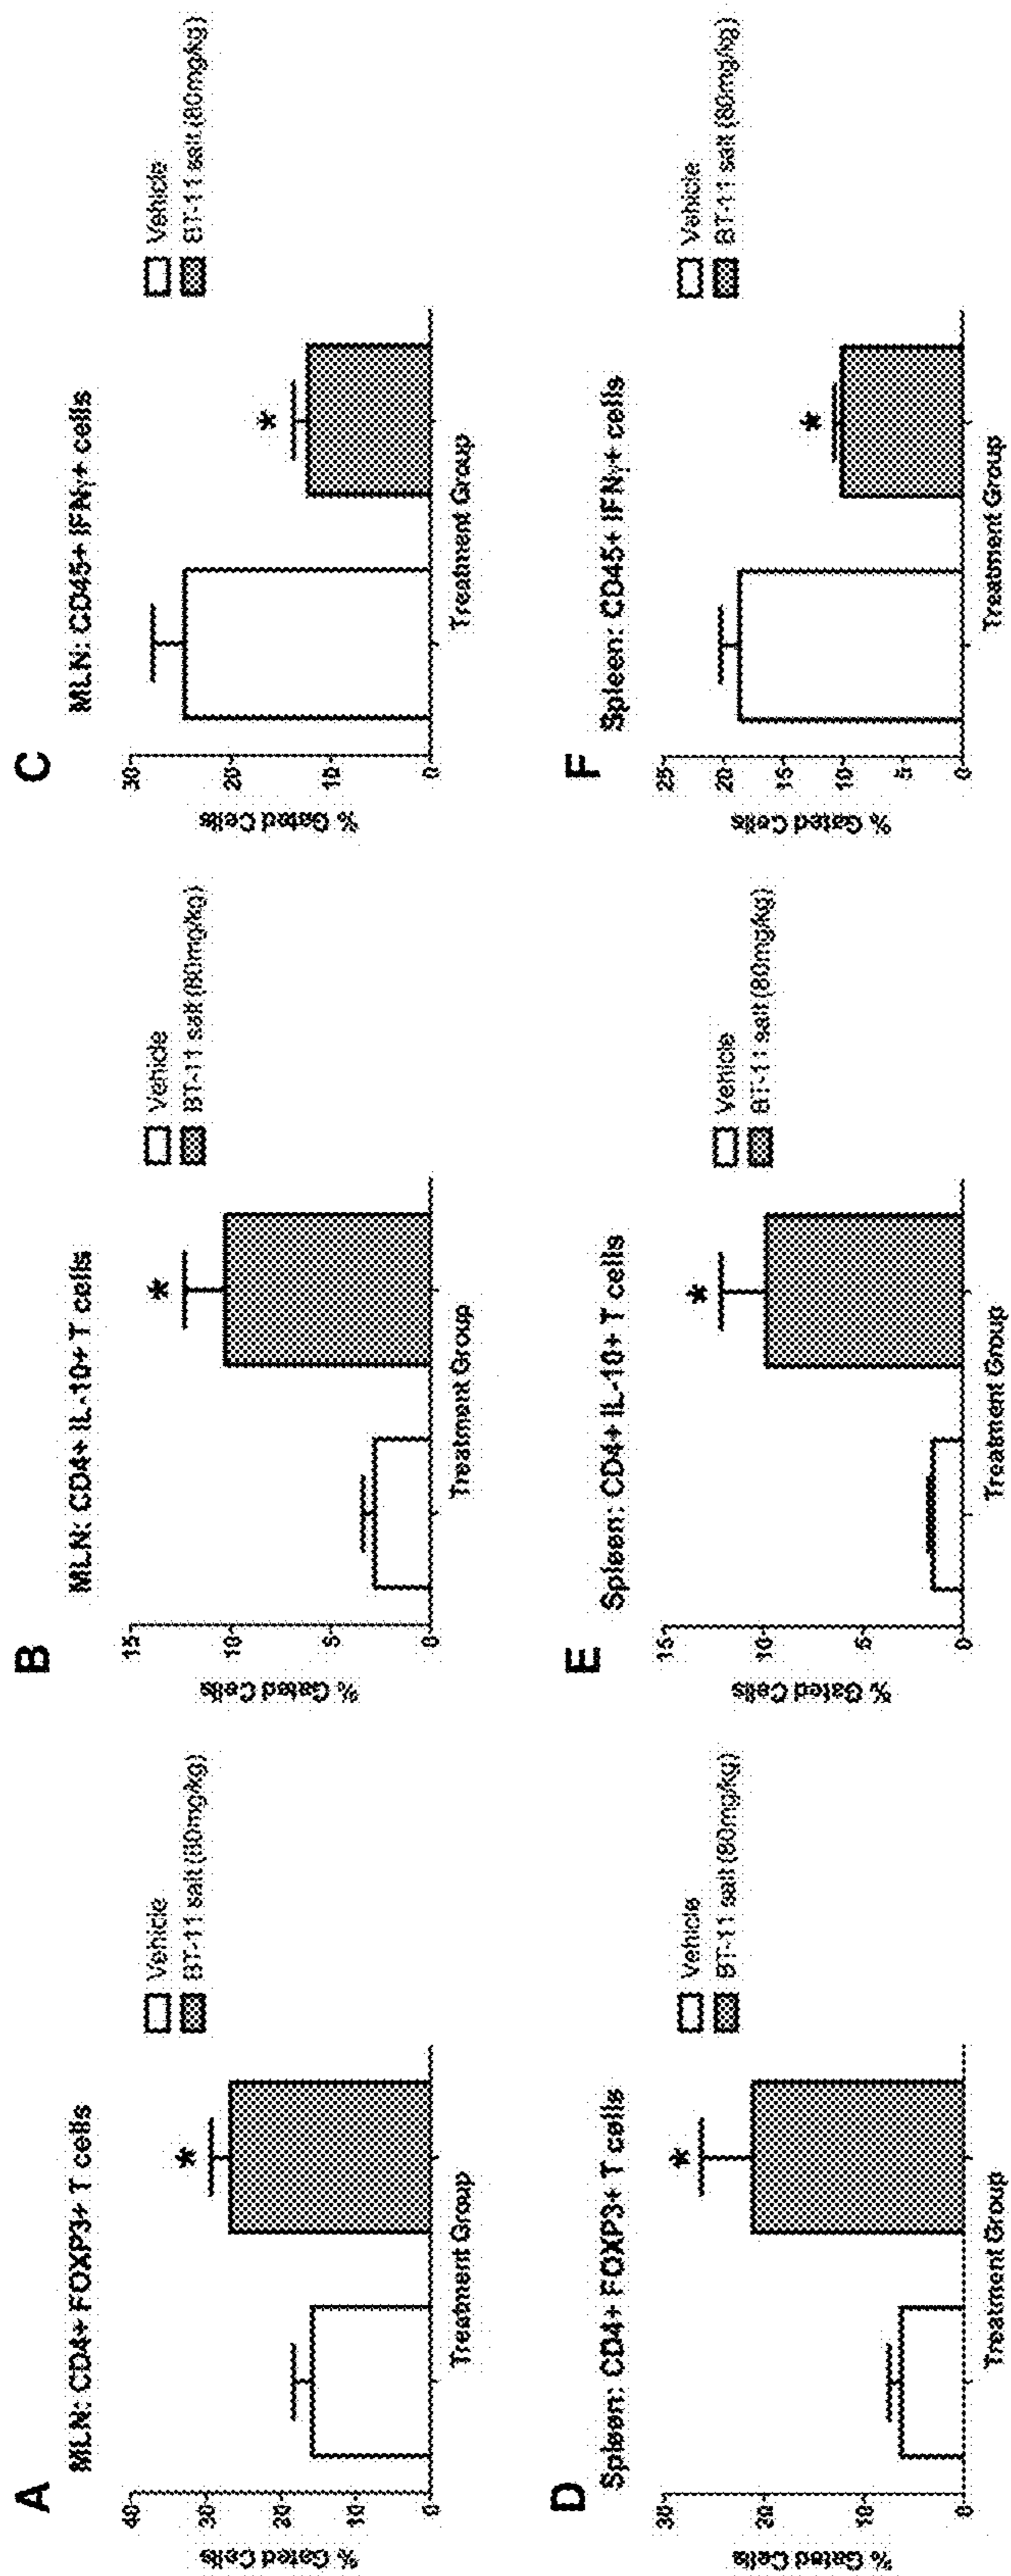 A
MLN: CD4+ FOXP3+ T cells
% Gated Cells
40
30
20
10
0
Treatment Group
Vehicle
BT-11 salt (80mg/kg)
B
MLN: CD4+ IL-10+ T cells
% Gated Cells
15
10
5
0
Treatment Group
Vehicle
BT-11 salt (80mg/kg)
C
MLN: CD45+ IFNγ+ cells
% Gated Cells
30
20
10
0
Treatment Group
Vehicle
BT-11 salt (80mg/kg)
D
Spleen: CD4+ FOXP3+ T cells
% Gated Cells
30
20
10
0
Treatment Group
Vehicle
BT-11 salt (80mg/kg)
E
Spleen: CD4+ IL-10+ T cells
% Gated Cells
15
10
5
0
Treatment Group
Vehicle
BT-11 salt (80mg/kg)
F
Spleen: CD45+ IFNγ+ cells
% Gated Cells
25
20
15
10
5
0
Treatment Group
Vehicle
BT-11 salt (80mg/kg)